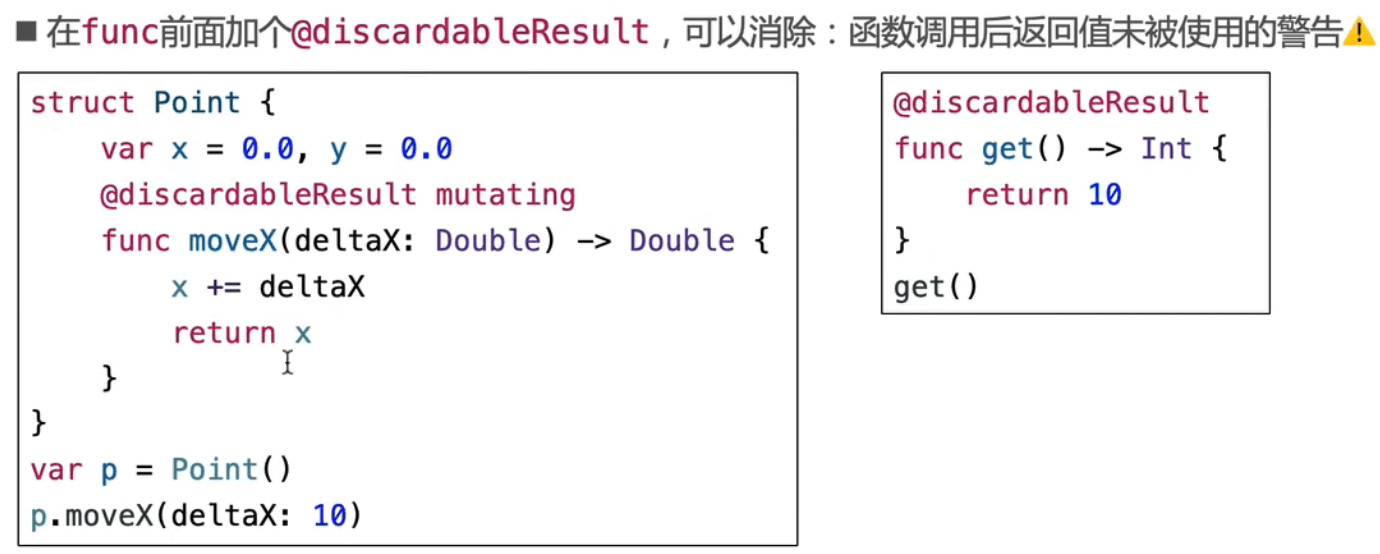 ■ 在func前面加个@discardableResult，可以消除：函数调用后返回值未被使用的警告⚠️
struct Point {
    var x = 0.0, y = 0.0
    @discardableResult mutating
    func moveX(deltaX: Double) -> Double {
        x += deltaX
        return x
    }
}
var p = Point()
p.moveX(deltaX: 10)
@discardableResult
func get() -> Int {
    return 10
}
get()